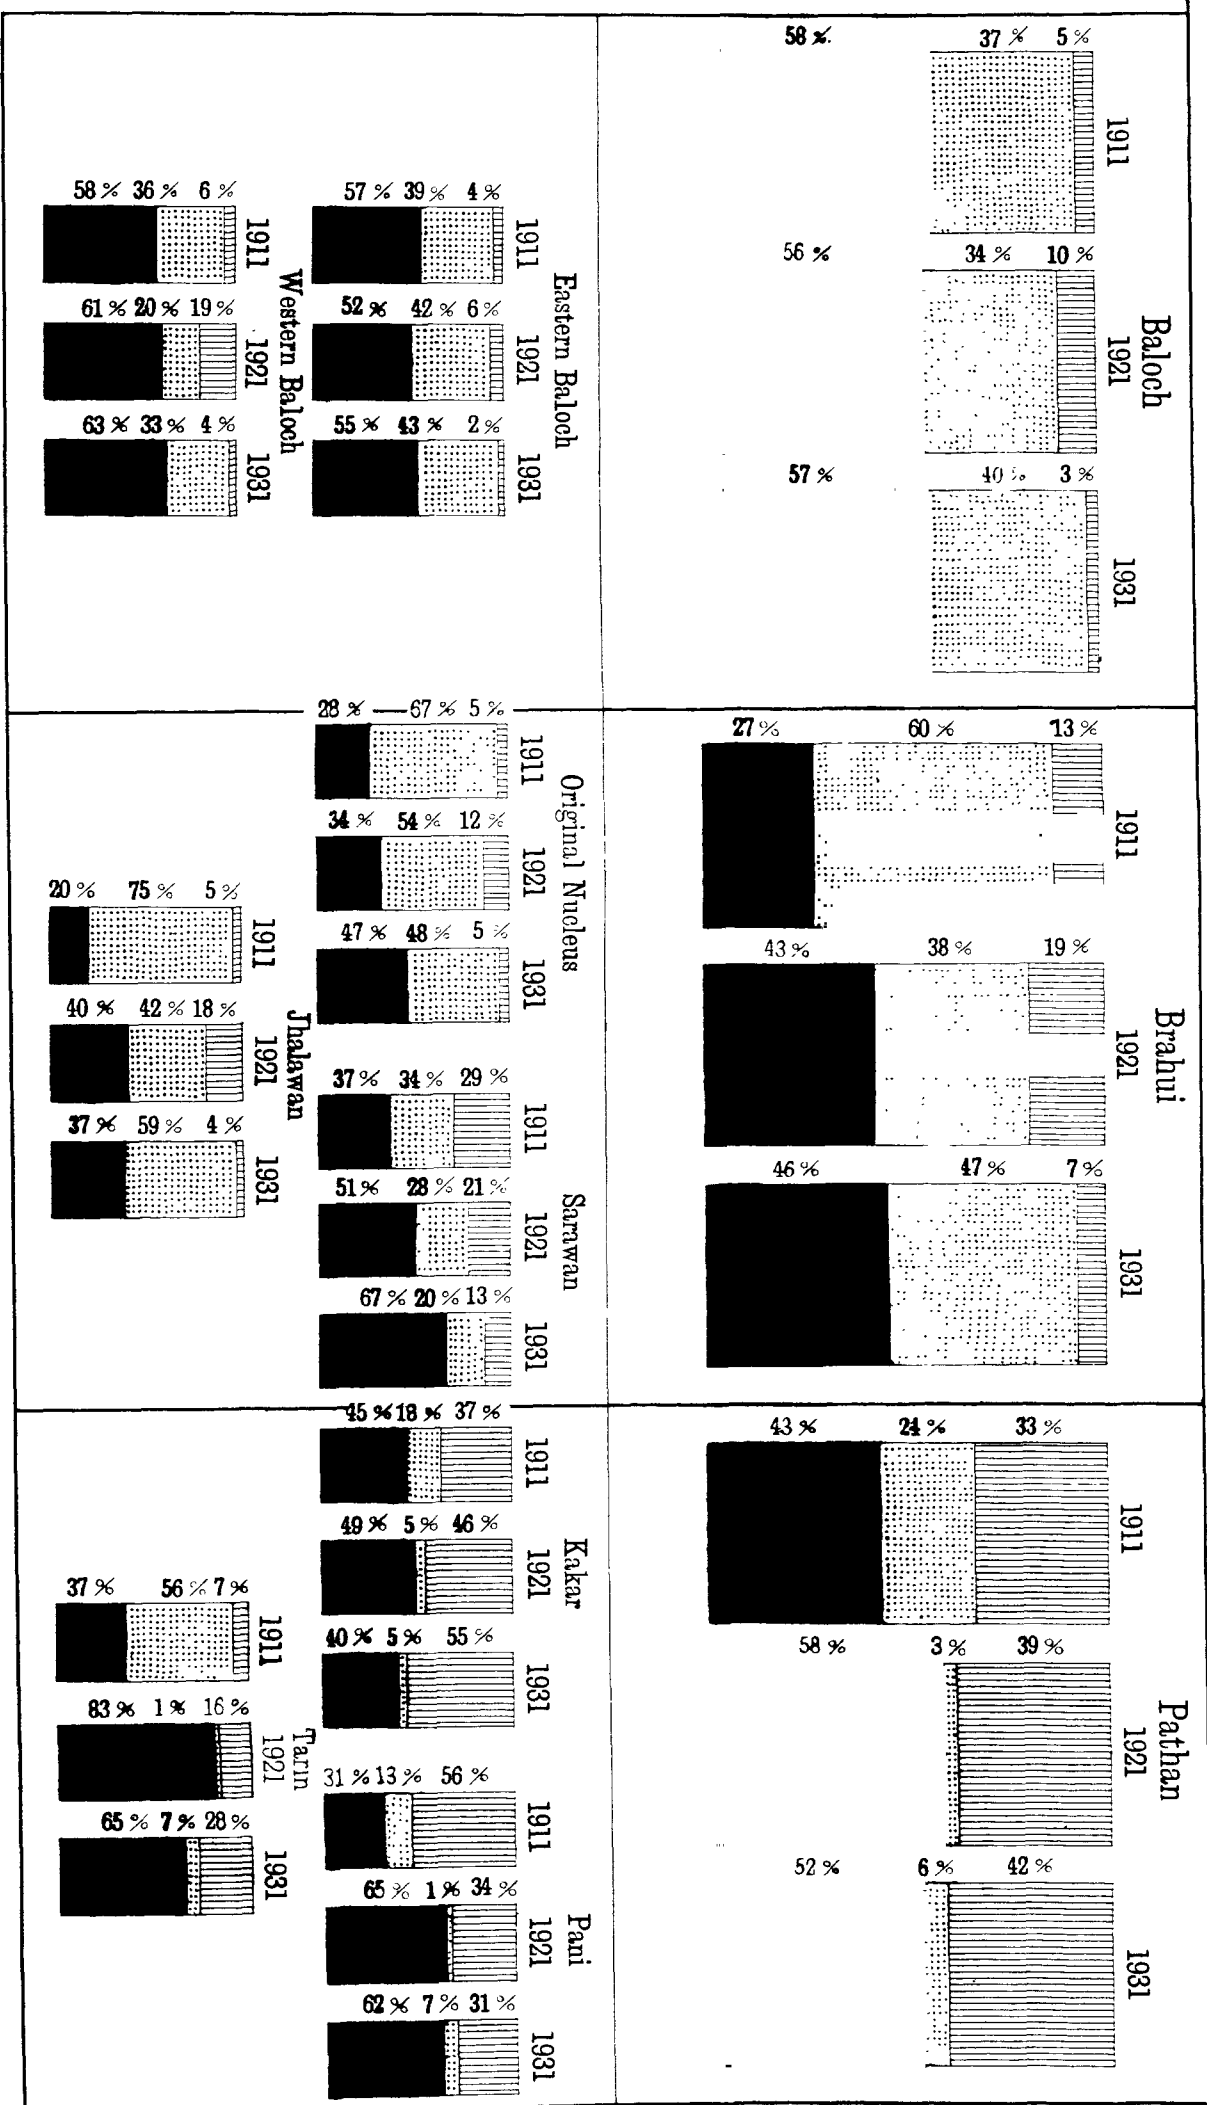 Baloch
1911
58 % 37 % 5 %
1921
56 % 34 % 10 %
1931
57 % 40 % 3 %
Eastern Baloch
1911
57 % 39 % 4 %
1921
52 % 42 % 6 %
1931
55 % 43 % 2 %
Western Baloch
1911
58 % 36 % 6 %
1921
61 % 20 % 19 %
1931
63 % 33 % 4 %
Brahui
1911
27 % 60 % 13 %
1921
43 % 38 % 19 %
1931
46 % 47 % 7 %
Original Nucleus
1911
28 % 67 % 5 %
1921
34 % 54 % 12 %
1931
47 % 48 % 5 %
Sarawan
1911
37 % 34 % 29 %
1921
51 % 28 % 21 %
1931
67 % 20 % 13 %
Jhalawan
1911
20 % 75 % 5 %
1921
40 % 42 % 18 %
1931
37 % 59 % 4 %
Pathan
1911
43 % 24 % 33 %
1921
58 % 3 % 39 %
1931
52 % 6 % 42 %
Kakar
1911
45 % 18 % 37 %
1921
49 % 5 % 46 %
1931
40 % 5 % 55 %
Pani
1911
31 % 13 % 56 %
1921
65 % 1 % 34 %
1931
62 % 7 % 31 %
Tarin
1911
37 % 56 % 7 %
1921
83 % 1 % 16 %
1931
65 % 7 % 28 %